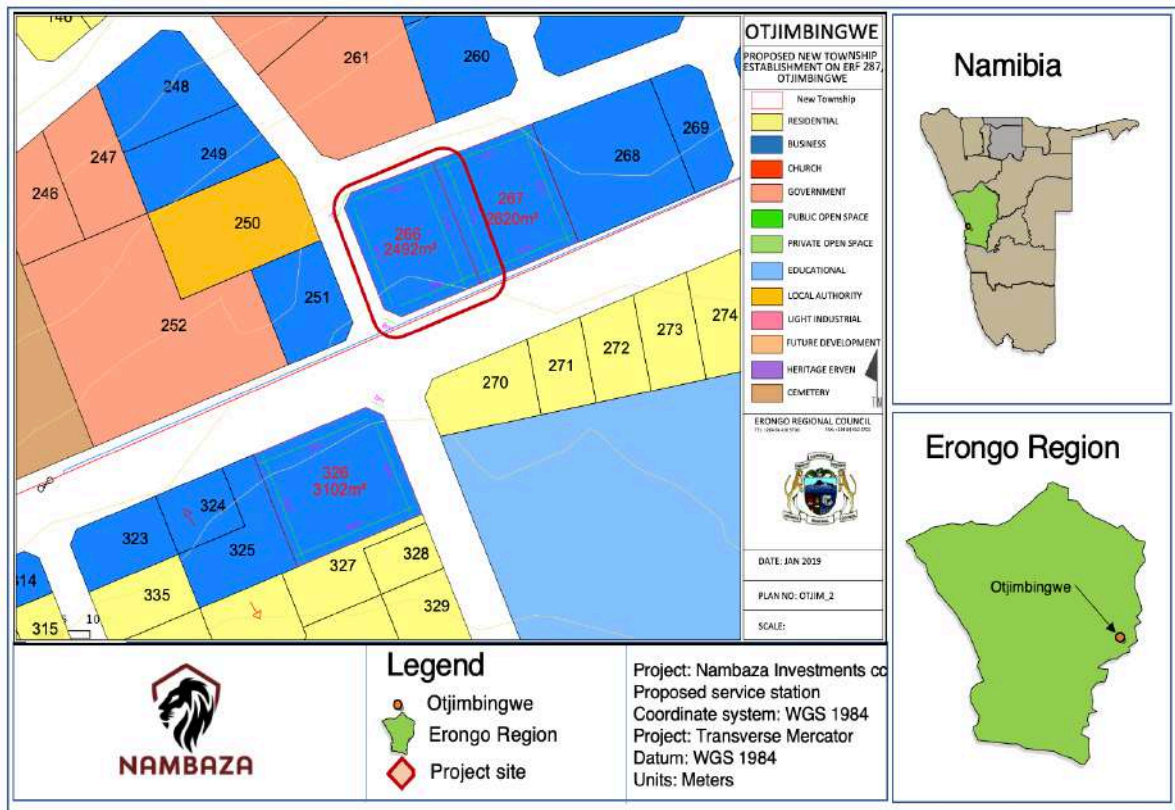 146
248
261
260
247
249
246
250
269
268
267
2620m²
266
2492m²
251
252
274
273
272
271
270
326
3102m²
324
323
325
314
327
328
335
329
315
10
OTJIMBINGWE
PROPOSED NEW TOWNSHIP
ESTABLISHMENT ON ERF 287,
OTJIMBINGWE
New Township
RESIDENTIAL
BUSINESS
CHURCH
GOVERNMENT
PUBLIC OPEN SPACE
PRIVATE OPEN SPACE
EDUCATIONAL
LOCAL AUTHORITY
LIGHT INDUSTRIAL
FUTURE DEVELOPMENT
HERITAGE ERVEN
CEMETERY
TN
ERONGO REGIONAL COUNCIL
DATE: JAN 2019
PLAN NO: OTJIM_2
SCALE:
Namibia
Erongo Region
Otjimbingwe
NAMBAZA
Legend
Otjimbingwe
Erongo Region
Project site
Project: Nambaza Investments cc
Proposed service station
Coordinate system: WGS 1984
Project: Transverse Mercator
Datum: WGS 1984
Units: Meters